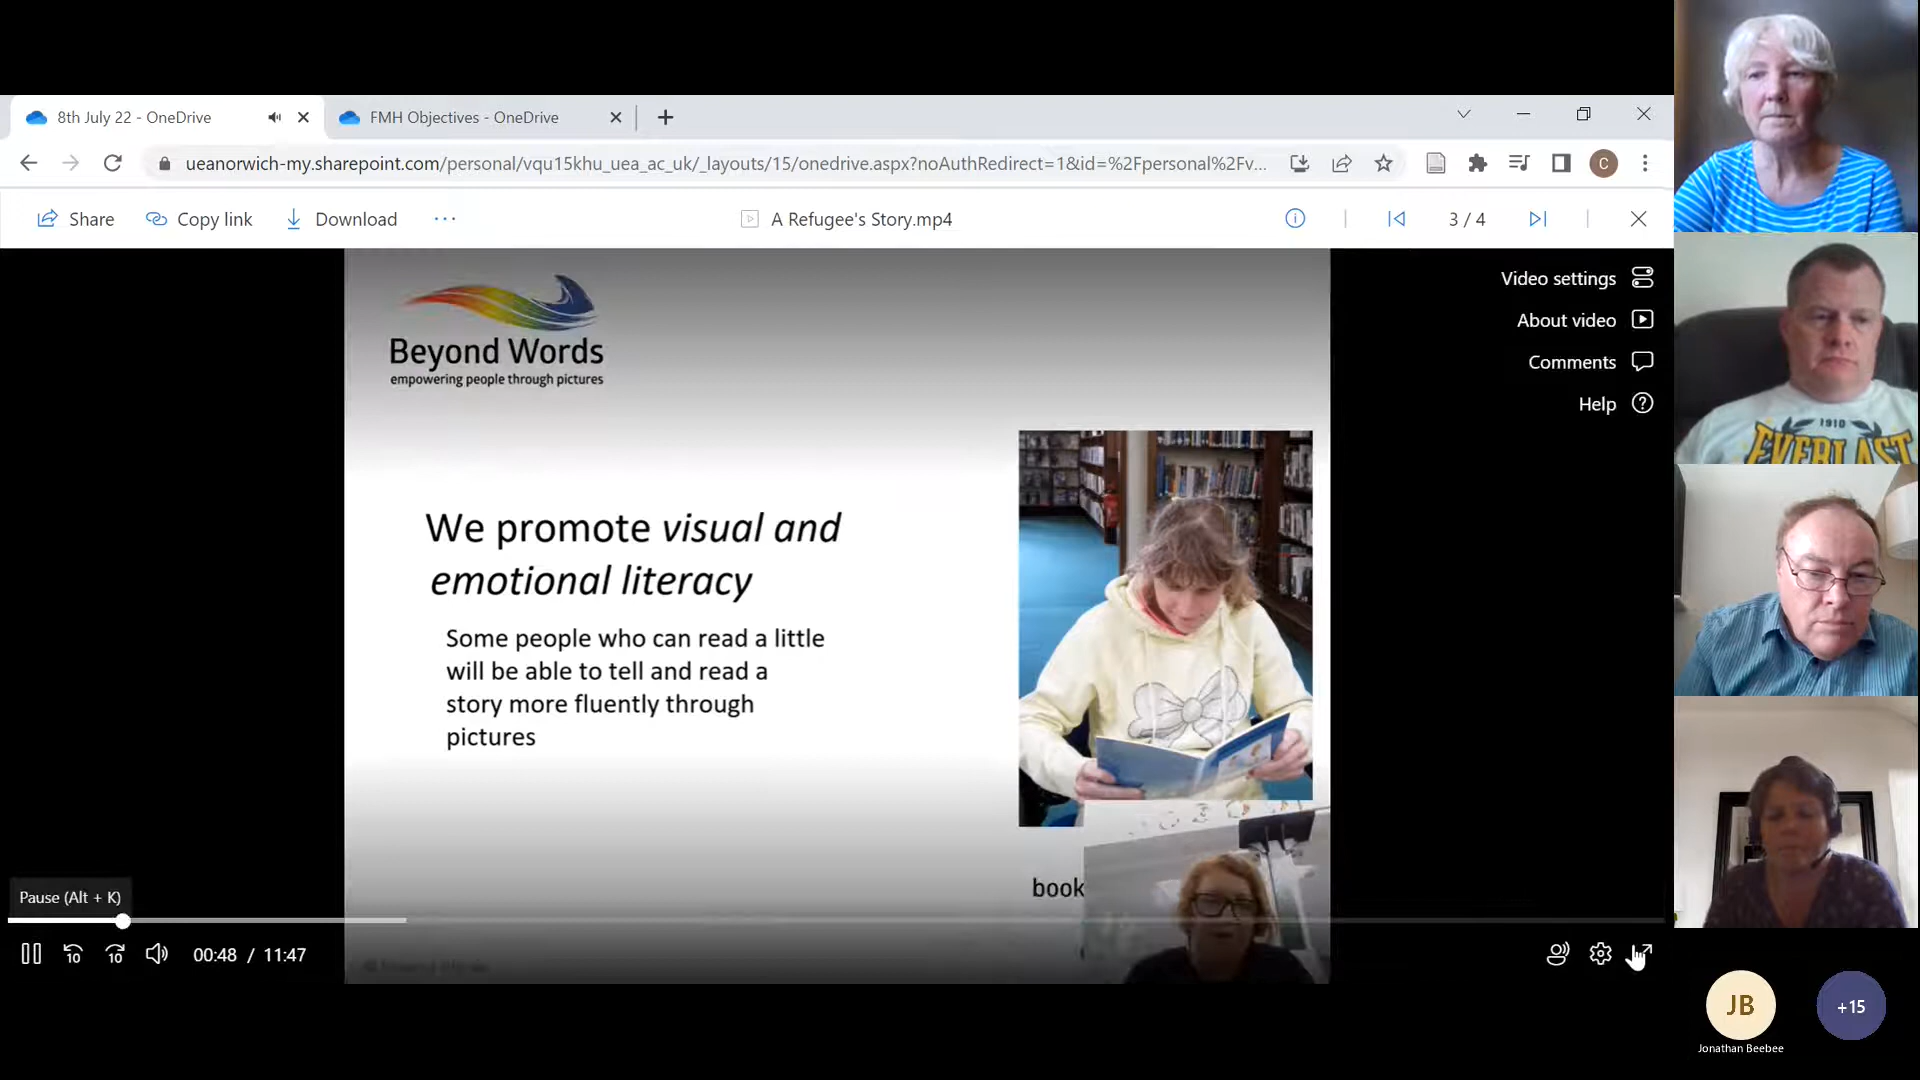 8th July 22 - OneDrive
FMH Objectives - OneDrive
ueanorwich-my.sharepoint.com/personal/vqu15khu_uea_ac_uk/_layouts/15/onedrive.aspx?noAuthRedirect=1&id=%2Fpersonal%2Fv...
C
Share
Copy link
Download
A Refugee's Story.mp4
3 / 4
Video settings
About video
Comments
Help
Beyond Words
empowering people through pictures
We promote visual and
emotional literacy
Some people who can read a little
will be able to tell and read a
story more fluently through
pictures
book
Pause (Alt + K)
10
10
00:48 / 11:47
1910
EVERLAST
JB
+15
Jonathan Beebee